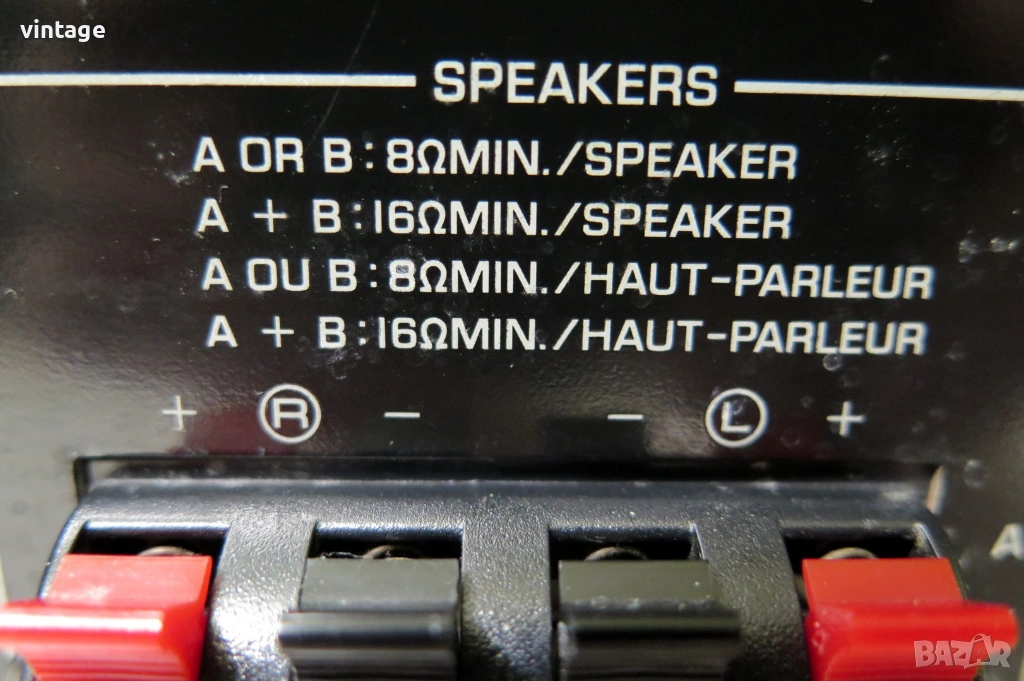 vintage
SPEAKERS
A OR B : 8ΩMIN./SPEAKER
A + B : 16ΩMIN./SPEAKER
A OU B : 8ΩMIN./HAUT-PARLEUR
A + B : 16ΩMIN./HAUT-PARLEUR
+ R − − L +
A
BAZAR